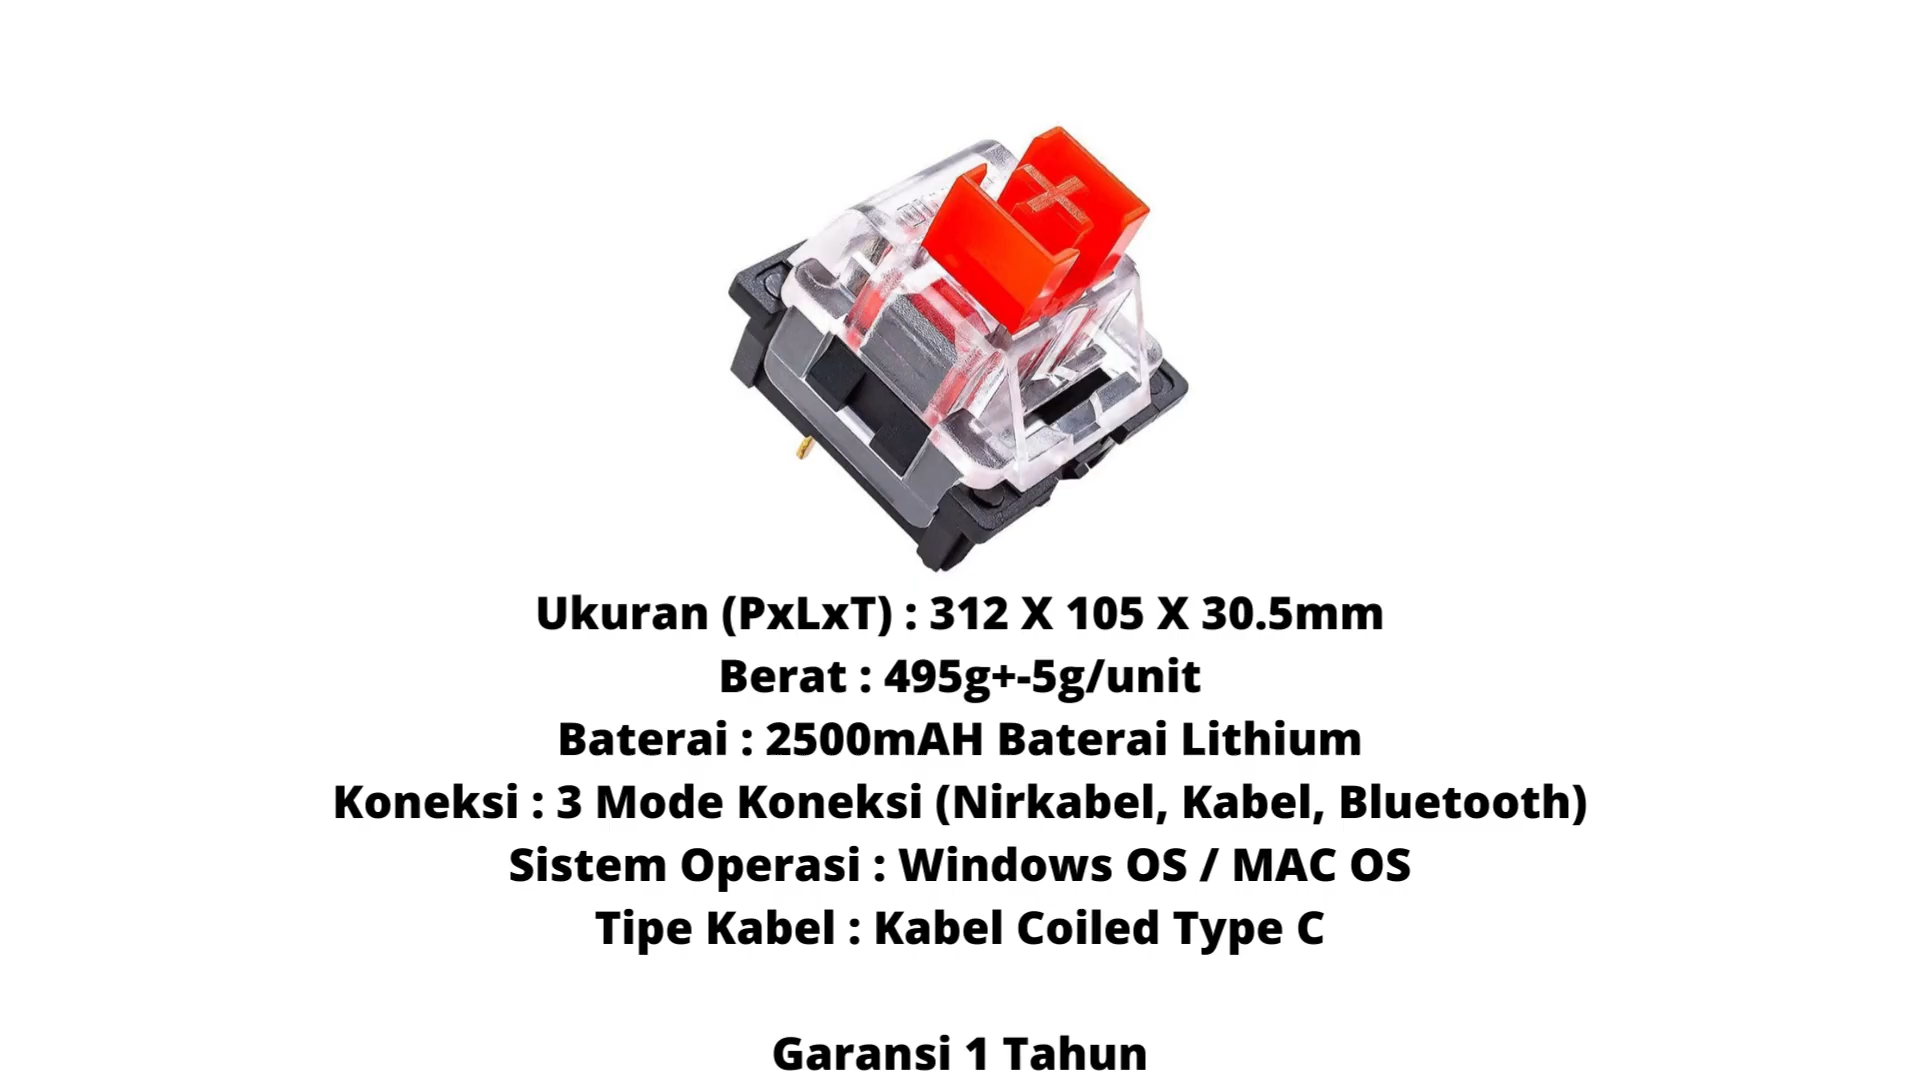 Ukuran (PxLxT) : 312 X 105 X 30.5mm
Berat : 495g+-5g/unit
Baterai : 2500mAH Baterai Lithium
Koneksi : 3 Mode Koneksi (Nirkabel, Kabel, Bluetooth)
Sistem Operasi : Windows OS / MAC OS
Tipe Kabel : Kabel Coiled Type C
Garansi 1 Tahun